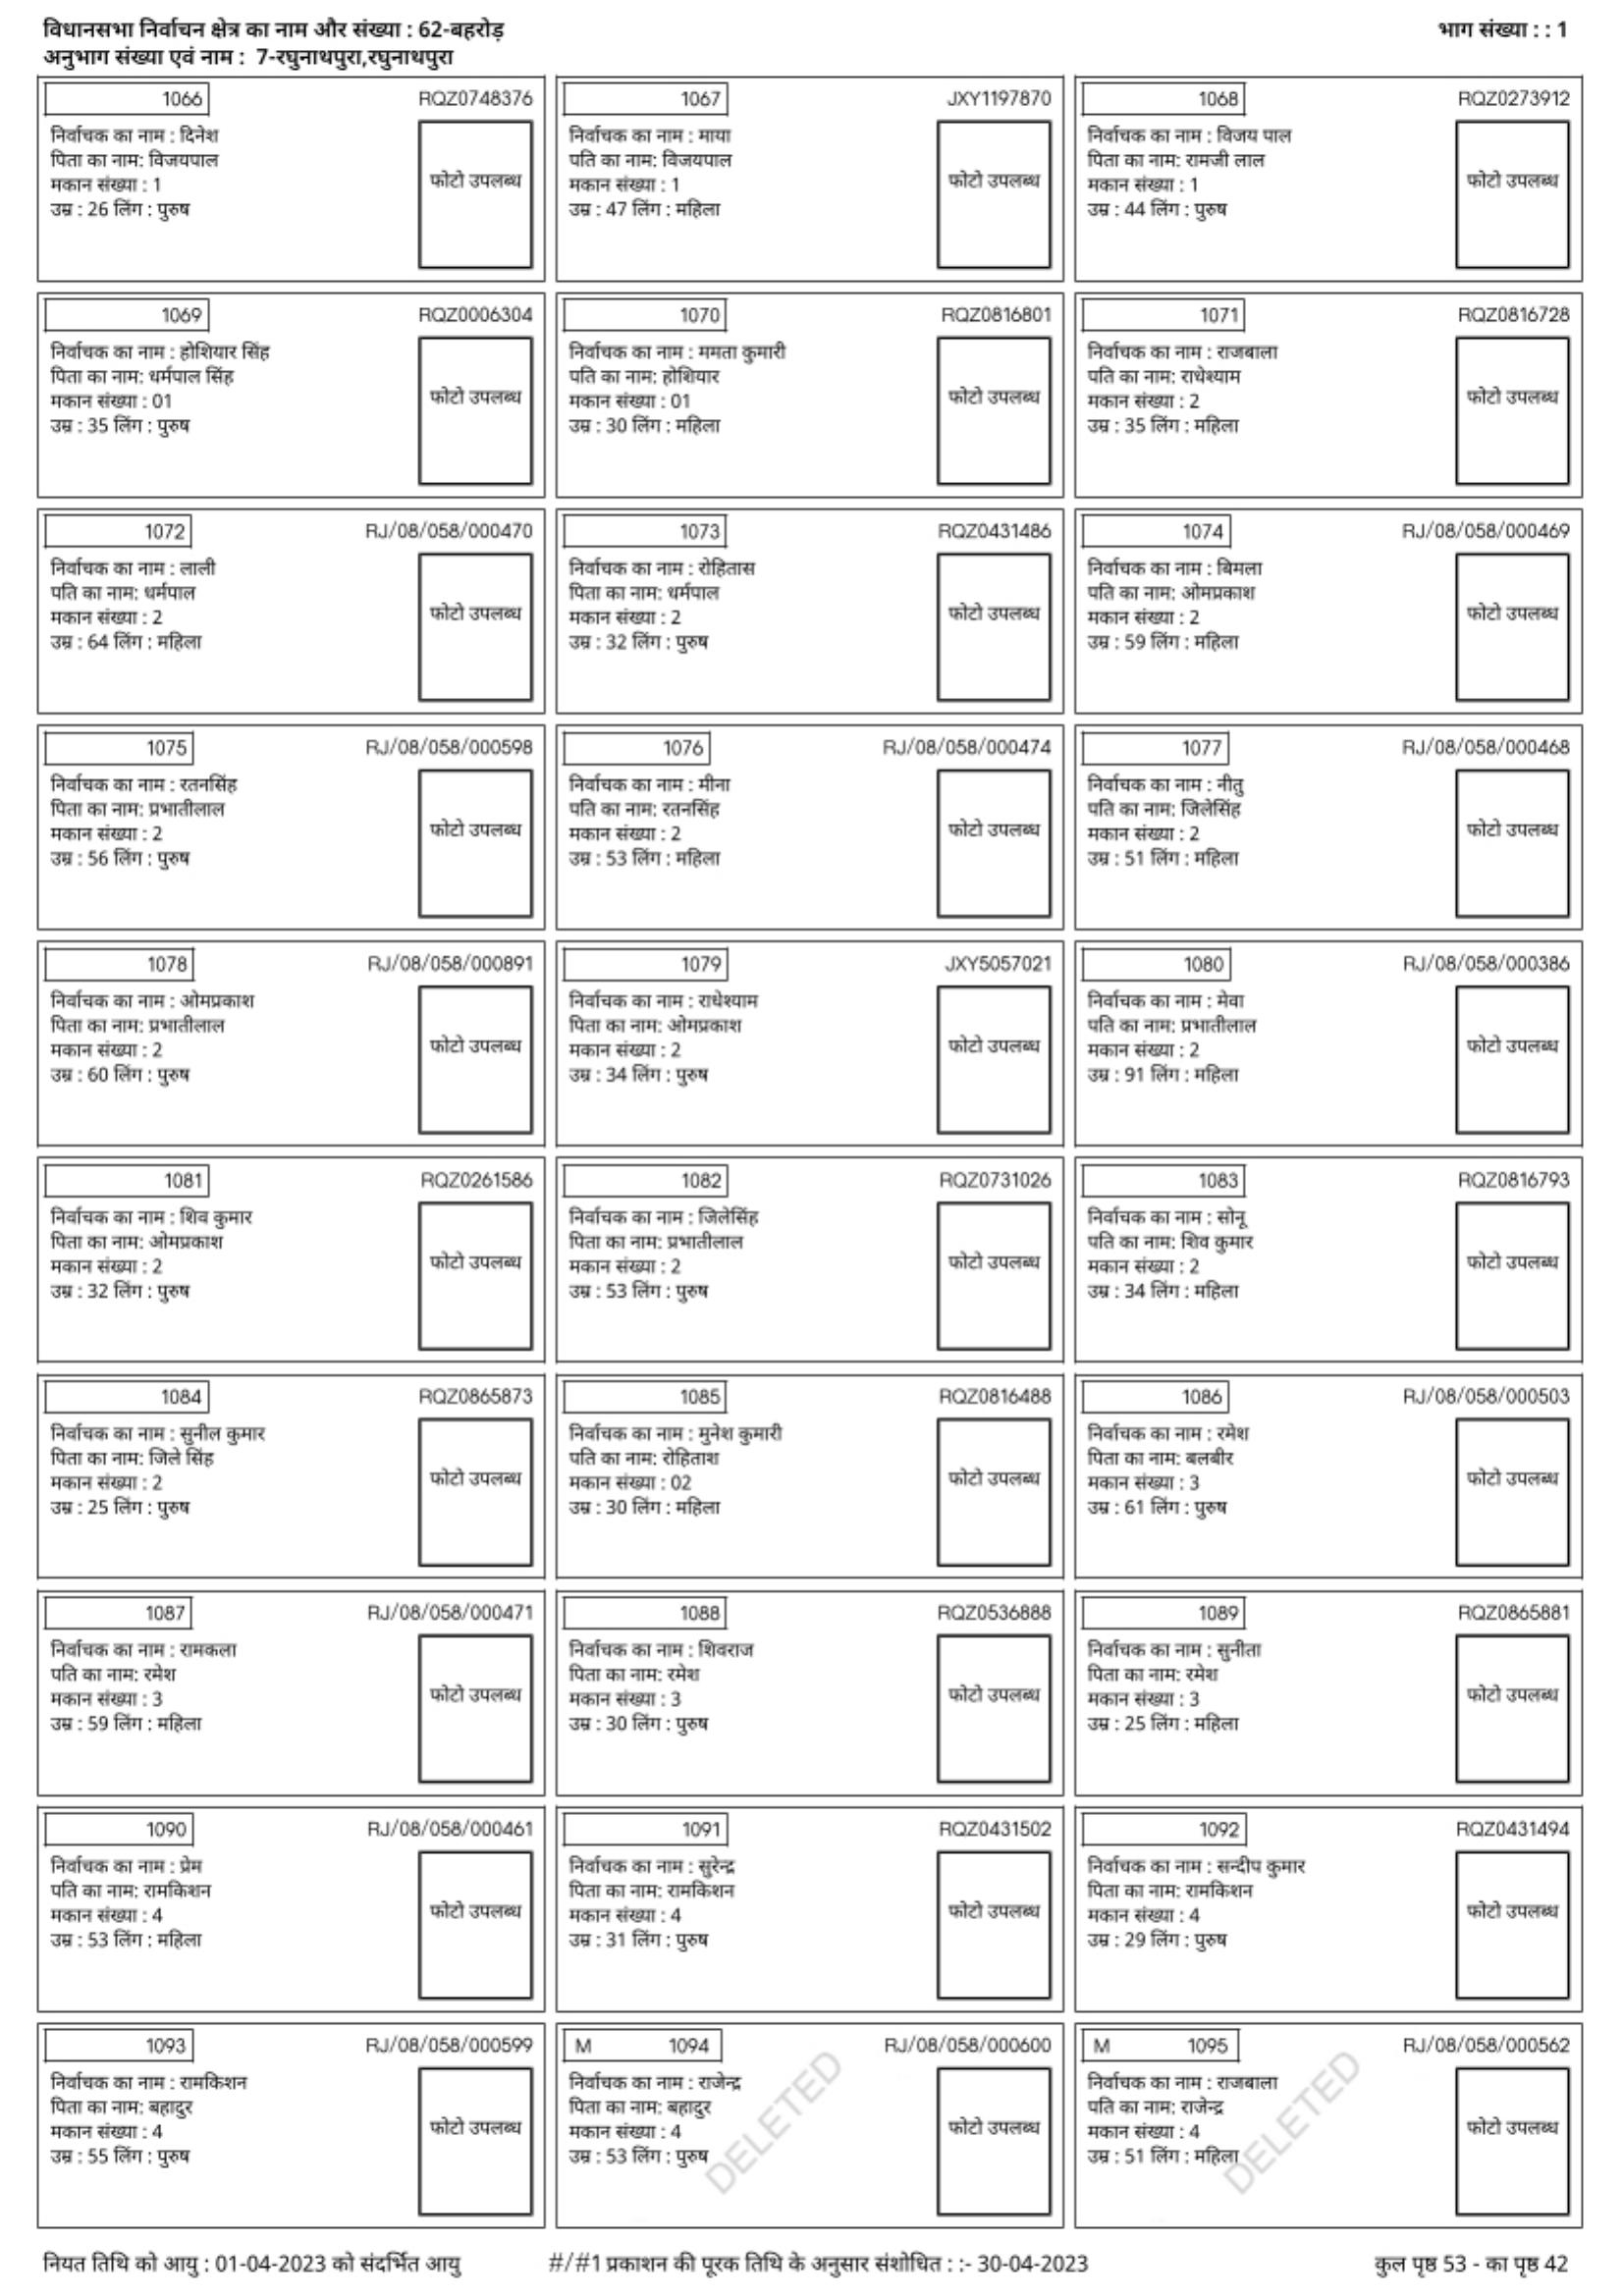 विधानसभा निर्वाचन क्षेत्र का नाम और संख्या : 62-बहरोड़
भाग संख्या : : 1
अनुभाग संख्या एवं नाम : 7-रघुनाथपुरा,रघुनाथपुरा
1066 RQZ0748376
निर्वाचक का नाम : दिनेश
पिता का नाम: विजयपाल
मकान संख्या : 1
उम्र : 26 लिंग : पुरुष
फोटो उपलब्ध
1067 JXY1197870
निर्वाचक का नाम : माया
पति का नाम: विजयपाल
मकान संख्या : 1
उम्र : 47 लिंग : महिला
फोटो उपलब्ध
1068 RQZ0273912
निर्वाचक का नाम : विजय पाल
पिता का नाम: रामजी लाल
मकान संख्या : 1
उम्र : 44 लिंग : पुरुष
फोटो उपलब्ध
1069 RQZ0006304
निर्वाचक का नाम : होशियार सिंह
पिता का नाम: धर्मपाल सिंह
मकान संख्या : 01
उम्र : 35 लिंग : पुरुष
फोटो उपलब्ध
1070 RQZ0816801
निर्वाचक का नाम : ममता कुमारी
पति का नाम: होशियार
मकान संख्या : 01
उम्र : 30 लिंग : महिला
फोटो उपलब्ध
1071 RQZ0816728
निर्वाचक का नाम : राजबाला
पति का नाम: राधेश्याम
मकान संख्या : 2
उम्र : 35 लिंग : महिला
फोटो उपलब्ध
1072 RJ/08/058/000470
निर्वाचक का नाम : लाली
पति का नाम: धर्मपाल
मकान संख्या : 2
उम्र : 64 लिंग : महिला
फोटो उपलब्ध
1073 RQZ0431486
निर्वाचक का नाम : रोहितास
पिता का नाम: धर्मपाल
मकान संख्या : 2
उम्र : 32 लिंग : पुरुष
फोटो उपलब्ध
1074 RJ/08/058/000469
निर्वाचक का नाम : बिमला
पति का नाम: ओमप्रकाश
मकान संख्या : 2
उम्र : 59 लिंग : महिला
फोटो उपलब्ध
1075 RJ/08/058/000598
निर्वाचक का नाम : रतनसिंह
पिता का नाम: प्रभातीलाल
मकान संख्या : 2
उम्र : 56 लिंग : पुरुष
फोटो उपलब्ध
1076 RJ/08/058/000474
निर्वाचक का नाम : मीना
पति का नाम: रतनसिंह
मकान संख्या : 2
उम्र : 53 लिंग : महिला
फोटो उपलब्ध
1077 RJ/08/058/000468
निर्वाचक का नाम : नीतु
पति का नाम: जिलेसिंह
मकान संख्या : 2
उम्र : 51 लिंग : महिला
फोटो उपलब्ध
1078 RJ/08/058/000891
निर्वाचक का नाम : ओमप्रकाश
पिता का नाम: प्रभातीलाल
मकान संख्या : 2
उम्र : 60 लिंग : पुरुष
फोटो उपलब्ध
1079 JXY5057021
निर्वाचक का नाम : राधेश्याम
पिता का नाम: ओमप्रकाश
मकान संख्या : 2
उम्र : 34 लिंग : पुरुष
फोटो उपलब्ध
1080 RJ/08/058/000386
निर्वाचक का नाम : मेवा
पति का नाम: प्रभातीलाल
मकान संख्या : 2
उम्र : 91 लिंग : महिला
फोटो उपलब्ध
1081 RQZ0261586
निर्वाचक का नाम : शिव कुमार
पिता का नाम: ओमप्रकाश
मकान संख्या : 2
उम्र : 32 लिंग : पुरुष
फोटो उपलब्ध
1082 RQZ0731026
निर्वाचक का नाम : जिलेसिंह
पिता का नाम: प्रभातीलाल
मकान संख्या : 2
उम्र : 53 लिंग : पुरुष
फोटो उपलब्ध
1083 RQZ0816793
निर्वाचक का नाम : सोनू
पति का नाम: शिव कुमार
मकान संख्या : 2
उम्र : 34 लिंग : महिला
फोटो उपलब्ध
1084 RQZ0865873
निर्वाचक का नाम : सुनील कुमार
पिता का नाम: जिले सिंह
मकान संख्या : 2
उम्र : 25 लिंग : पुरुष
फोटो उपलब्ध
1085 RQZ0816488
निर्वाचक का नाम : मुनेश कुमारी
पति का नाम: रोहिताश
मकान संख्या : 02
उम्र : 30 लिंग : महिला
फोटो उपलब्ध
1086 RJ/08/058/000503
निर्वाचक का नाम : रमेश
पिता का नाम: बलबीर
मकान संख्या : 3
उम्र : 61 लिंग : पुरुष
फोटो उपलब्ध
1087 RJ/08/058/000471
निर्वाचक का नाम : रामकला
पति का नाम: रमेश
मकान संख्या : 3
उम्र : 59 लिंग : महिला
फोटो उपलब्ध
1088 RQZ0536888
निर्वाचक का नाम : शिवराज
पिता का नाम: रमेश
मकान संख्या : 3
उम्र : 30 लिंग : पुरुष
फोटो उपलब्ध
1089 RQZ0865881
निर्वाचक का नाम : सुनीता
पिता का नाम: रमेश
मकान संख्या : 3
उम्र : 25 लिंग : महिला
फोटो उपलब्ध
1090 RJ/08/058/000461
निर्वाचक का नाम : प्रेम
पति का नाम: रामकिशन
मकान संख्या : 4
उम्र : 53 लिंग : महिला
फोटो उपलब्ध
1091 RQZ0431502
निर्वाचक का नाम : सुरेन्द्र
पिता का नाम: रामकिशन
मकान संख्या : 4
उम्र : 31 लिंग : पुरुष
फोटो उपलब्ध
1092 RQZ0431494
निर्वाचक का नाम : सन्दीप कुमार
पिता का नाम: रामकिशन
मकान संख्या : 4
उम्र : 29 लिंग : पुरुष
फोटो उपलब्ध
1093 RJ/08/058/000599
निर्वाचक का नाम : रामकिशन
पिता का नाम: बहादुर
मकान संख्या : 4
उम्र : 55 लिंग : पुरुष
फोटो उपलब्ध
M 1094 RJ/08/058/000600
निर्वाचक का नाम : राजेन्द्र
पिता का नाम: बहादुर
मकान संख्या : 4
उम्र : 53 लिंग : पुरुष
फोटो उपलब्ध
DELETED
M 1095 RJ/08/058/000562
निर्वाचक का नाम : राजबाला
पति का नाम: राजेन्द्र
मकान संख्या : 4
उम्र : 51 लिंग : महिला
फोटो उपलब्ध
DELETED
नियत तिथि को आयु : 01-04-2023 को संदर्भित आयु
#/#1 प्रकाशन की पूरक तिथि के अनुसार संशोधित : :- 30-04-2023
कुल पृष्ठ 53 - का पृष्ठ 42